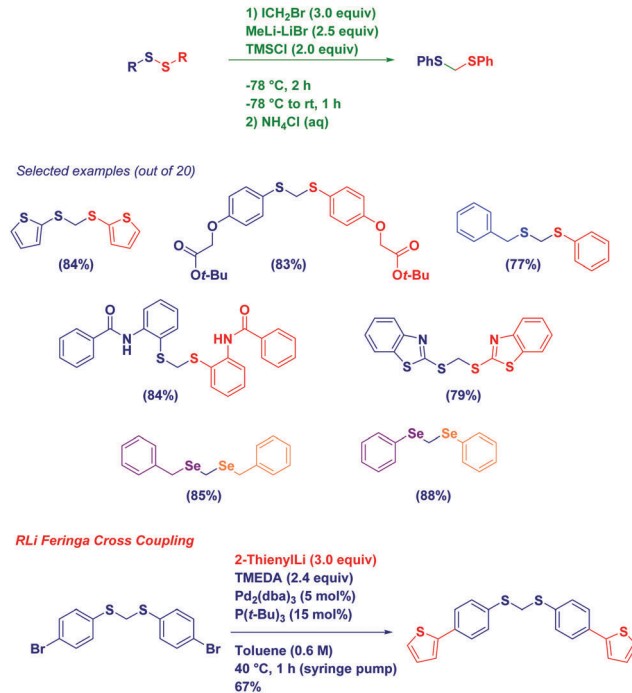 1) ICH2Br (3.0 equiv)
MeLi-LiBr (2.5 equiv)
TMSCl (2.0 equiv)
R S S R
PhS SPh
-78 °C, 2 h
-78 °C to rt, 1 h
2) NH4Cl (aq)
Selected examples (out of 20)
S S S S
(84%)
S S
O O
O O
Ot-Bu Ot-Bu
(83%)
S S
(77%)
O O
N H NH
S S
(84%)
N N
S S S S
(79%)
Se Se
(85%)
Se Se
(88%)
RLi Feringa Cross Coupling
2-ThienylLi (3.0 equiv)
TMEDA (2.4 equiv)
Pd2(dba)3 (5 mol%)
P(t-Bu)3 (15 mol%)
S S
Br Br
S S
S S
Toluene (0.6 M)
40 °C, 1 h (syringe pump)
67%